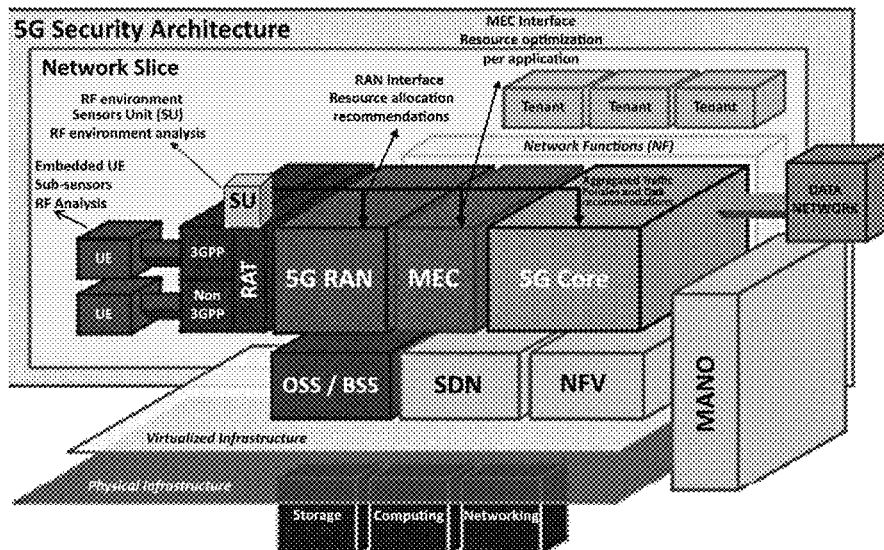 5G Security Architecture
Network Slice
MEC Interface
Resource optimization
per application
RAN Interface
Resource allocation
recommendations
RF environment
Sensors Unit (SU)
RF environment analysis
Embedded UE
Sub-sensors
RF Analysis
Tenant
Tenant
Tenant
Network Functions (NF)
SU
DATA
NETWORK
UE
UE
3GPP
Non
3GPP
RAT
5G RAN
MEC
5G Core
OSS / BSS
SDN
NFV
MANO
Virtualized Infrastructure
Physical Infrastructure
Storage
Computing
Networking